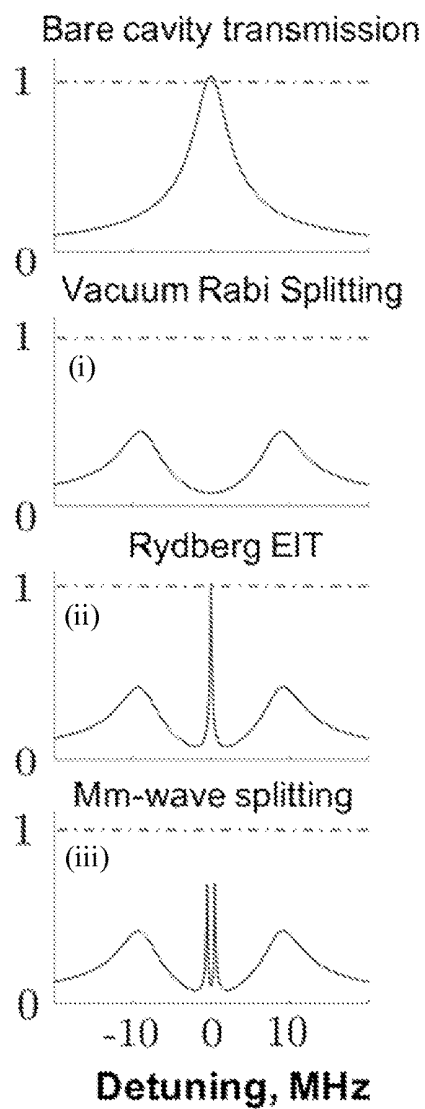 Bare cavity transmission
1
0
Vacuum Rabi Splitting
1
(i)
0
Rydberg EIT
1
(ii)
0
Mm-wave splitting
1
(iii)
0
-10 0 10
Detuning, MHz